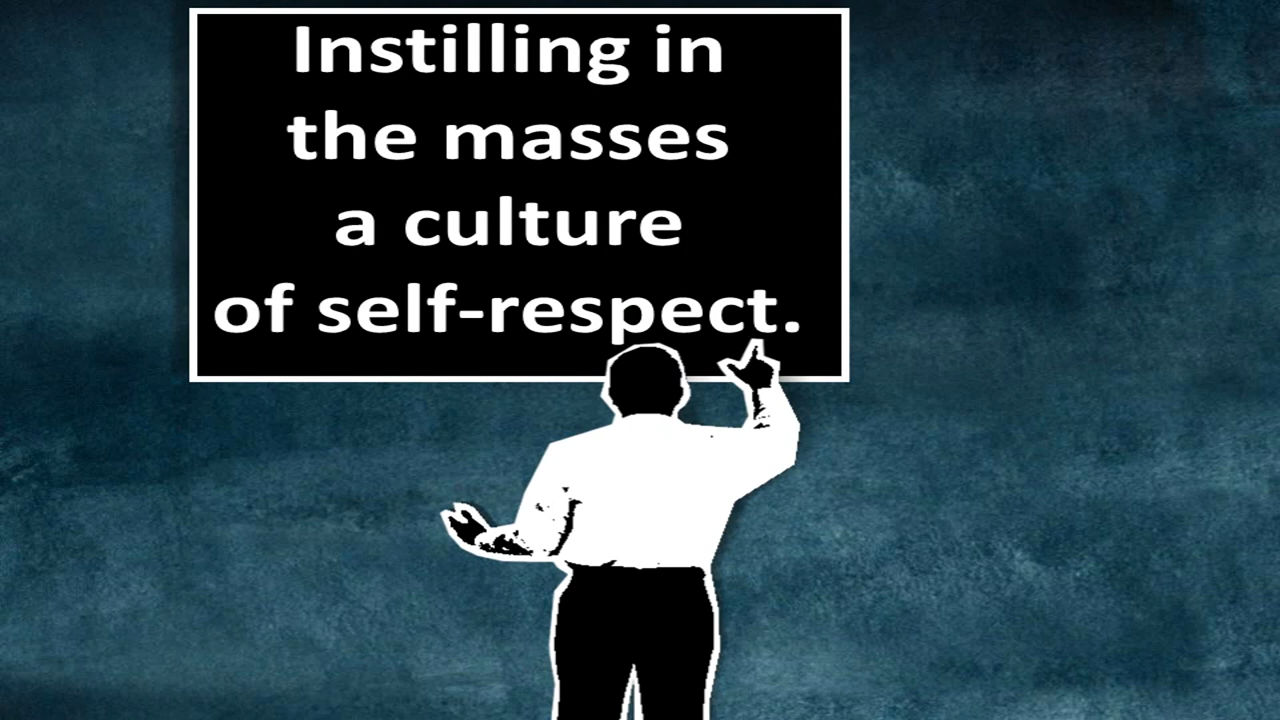 Instilling in
the masses
a culture
of self-respect.